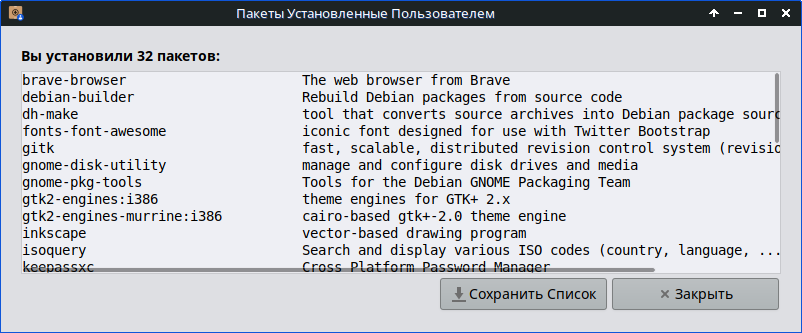 Пакеты Установленные Пользователем
Вы установили 32 пакетов:
brave-browser The web browser from Brave
debian-builder Rebuild Debian packages from source code
dh-make tool that converts source archives into Debian package sourc
fonts-font-awesome iconic font designed for use with Twitter Bootstrap
gitk fast, scalable, distributed revision control system (revisio
gnome-disk-utility manage and configure disk drives and media
gnome-pkg-tools Tools for the Debian GNOME Packaging Team
gtk2-engines:i386 theme engines for GTK+ 2.x
gtk2-engines-murrine:i386 cairo-based gtk+-2.0 theme engine
inkscape vector-based drawing program
isoquery Search and display various ISO codes (country, language, ...
keepassxc Cross Platform Password Manager
Сохранить Список Закрыть